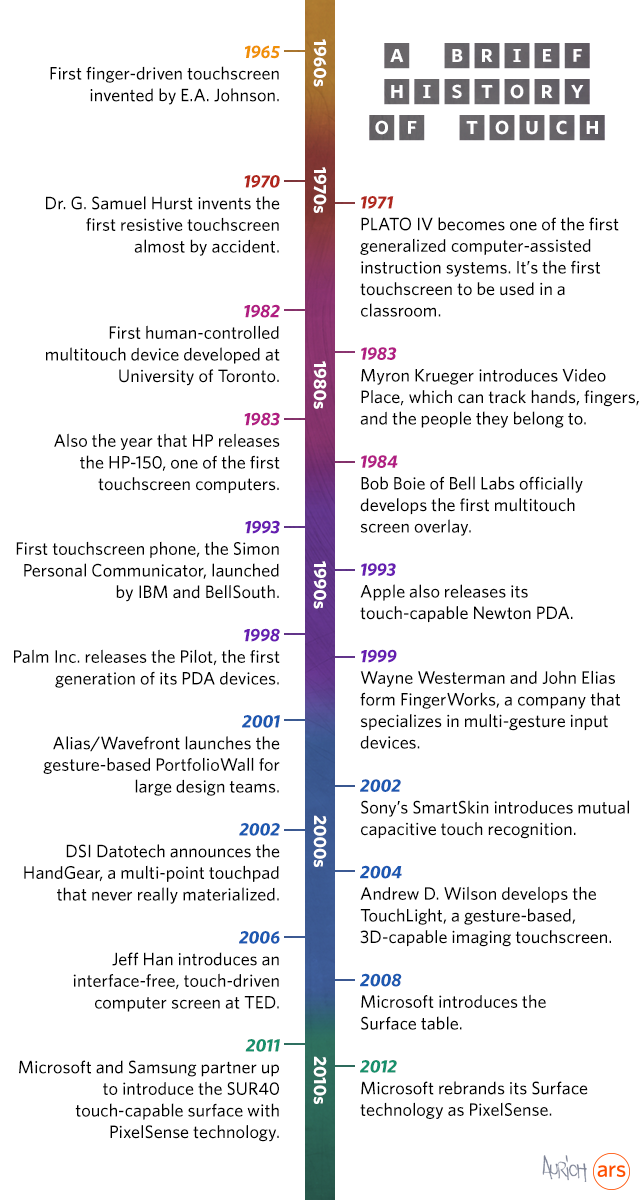 A BRIEF
HISTORY
OF TOUCH
1960s
1965
First finger-driven touchscreen
invented by E.A. Johnson.
1970s
1970
Dr. G. Samuel Hurst invents the
first resistive touchscreen
almost by accident.
1971
PLATO IV becomes one of the first
generalized computer-assisted
instruction systems. It's the first
touchscreen to be used in a
classroom.
1982
First human-controlled
multitouch device developed at
University of Toronto.
1980s
1983
Myron Krueger introduces Video
Place, which can track hands, fingers,
and the people they belong to.
1983
Also the year that HP releases
the HP-150, one of the first
touchscreen computers.
1984
Bob Boie of Bell Labs officially
develops the first multitouch
screen overlay.
1993
First touchscreen phone, the Simon
Personal Communicator, launched
by IBM and BellSouth.
1990s
1993
Apple also releases its
touch-capable Newton PDA.
1998
Palm Inc. releases the Pilot, the first
generation of its PDA devices.
1999
Wayne Westerman and John Elias
form FingerWorks, a company that
specializes in multi-gesture input
devices.
2001
Alias/Wavefront launches the
gesture-based PortfolioWall for
large design teams.
2002
Sony's SmartSkin introduces mutual
capacitive touch recognition.
2000s
2002
DSI Datotech announces the
HandGear, a multi-point touchpad
that never really materialized.
2004
Andrew D. Wilson develops the
TouchLight, a gesture-based,
3D-capable imaging touchscreen.
2006
Jeff Han introduces an
interface-free, touch-driven
computer screen at TED.
2008
Microsoft introduces the
Surface table.
2010s
2011
Microsoft and Samsung partner up
to introduce the SUR40
touch-capable surface with
PixelSense technology.
2012
Microsoft rebrands its Surface
technology as PixelSense.
AURICH
ars